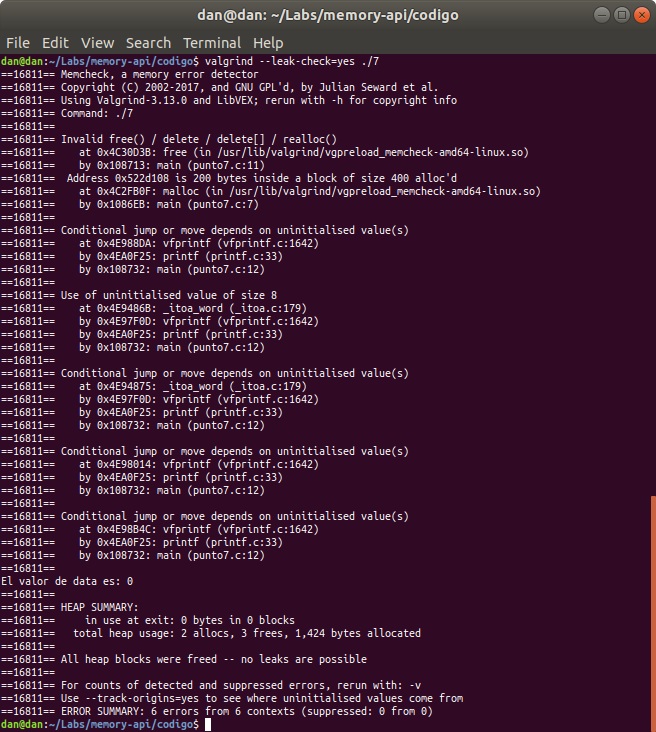 dan@dan: ~/Labs/memory-api/codigo
File Edit View Search Terminal Help
dan@dan:~/Labs/memory-api/codigo$ valgrind --leak-check=yes ./7
==16811== Memcheck, a memory error detector
==16811== Copyright (C) 2002-2017, and GNU GPL'd, by Julian Seward et al.
==16811== Using Valgrind-3.13.0 and LibVEX; rerun with -h for copyright info
==16811== Command: ./7
==16811==
==16811== Invalid free() / delete / delete[] / realloc()
==16811==    at 0x4C30D3B: free (in /usr/lib/valgrind/vgpreload_memcheck-amd64-linux.so)
==16811==    by 0x108713: main (punto7.c:11)
==16811==  Address 0x522d108 is 200 bytes inside a block of size 400 alloc'd
==16811==    at 0x4C2FB0F: malloc (in /usr/lib/valgrind/vgpreload_memcheck-amd64-linux.so)
==16811==    by 0x1086EB: main (punto7.c:7)
==16811==
==16811== Conditional jump or move depends on uninitialised value(s)
==16811==    at 0x4E988DA: vfprintf (vfprintf.c:1642)
==16811==    by 0x4EA0F25: printf (printf.c:33)
==16811==    by 0x108732: main (punto7.c:12)
==16811==
==16811== Use of uninitialised value of size 8
==16811==    at 0x4E9486B: _itoa_word (_itoa.c:179)
==16811==    by 0x4E97F0D: vfprintf (vfprintf.c:1642)
==16811==    by 0x4EA0F25: printf (printf.c:33)
==16811==    by 0x108732: main (punto7.c:12)
==16811==
==16811== Conditional jump or move depends on uninitialised value(s)
==16811==    at 0x4E94875: _itoa_word (_itoa.c:179)
==16811==    by 0x4E97F0D: vfprintf (vfprintf.c:1642)
==16811==    by 0x4EA0F25: printf (printf.c:33)
==16811==    by 0x108732: main (punto7.c:12)
==16811==
==16811== Conditional jump or move depends on uninitialised value(s)
==16811==    at 0x4E98014: vfprintf (vfprintf.c:1642)
==16811==    by 0x4EA0F25: printf (printf.c:33)
==16811==    by 0x108732: main (punto7.c:12)
==16811==
==16811== Conditional jump or move depends on uninitialised value(s)
==16811==    at 0x4E98B4C: vfprintf (vfprintf.c:1642)
==16811==    by 0x4EA0F25: printf (printf.c:33)
==16811==    by 0x108732: main (punto7.c:12)
==16811==
El valor de data es: 0
==16811==
==16811== HEAP SUMMARY:
==16811==     in use at exit: 0 bytes in 0 blocks
==16811==   total heap usage: 2 allocs, 3 frees, 1,424 bytes allocated
==16811==
==16811== All heap blocks were freed -- no leaks are possible
==16811==
==16811== For counts of detected and suppressed errors, rerun with: -v
==16811== Use --track-origins=yes to see where uninitialised values come from
==16811== ERROR SUMMARY: 6 errors from 6 contexts (suppressed: 0 from 0)
dan@dan:~/Labs/memory-api/codigo$